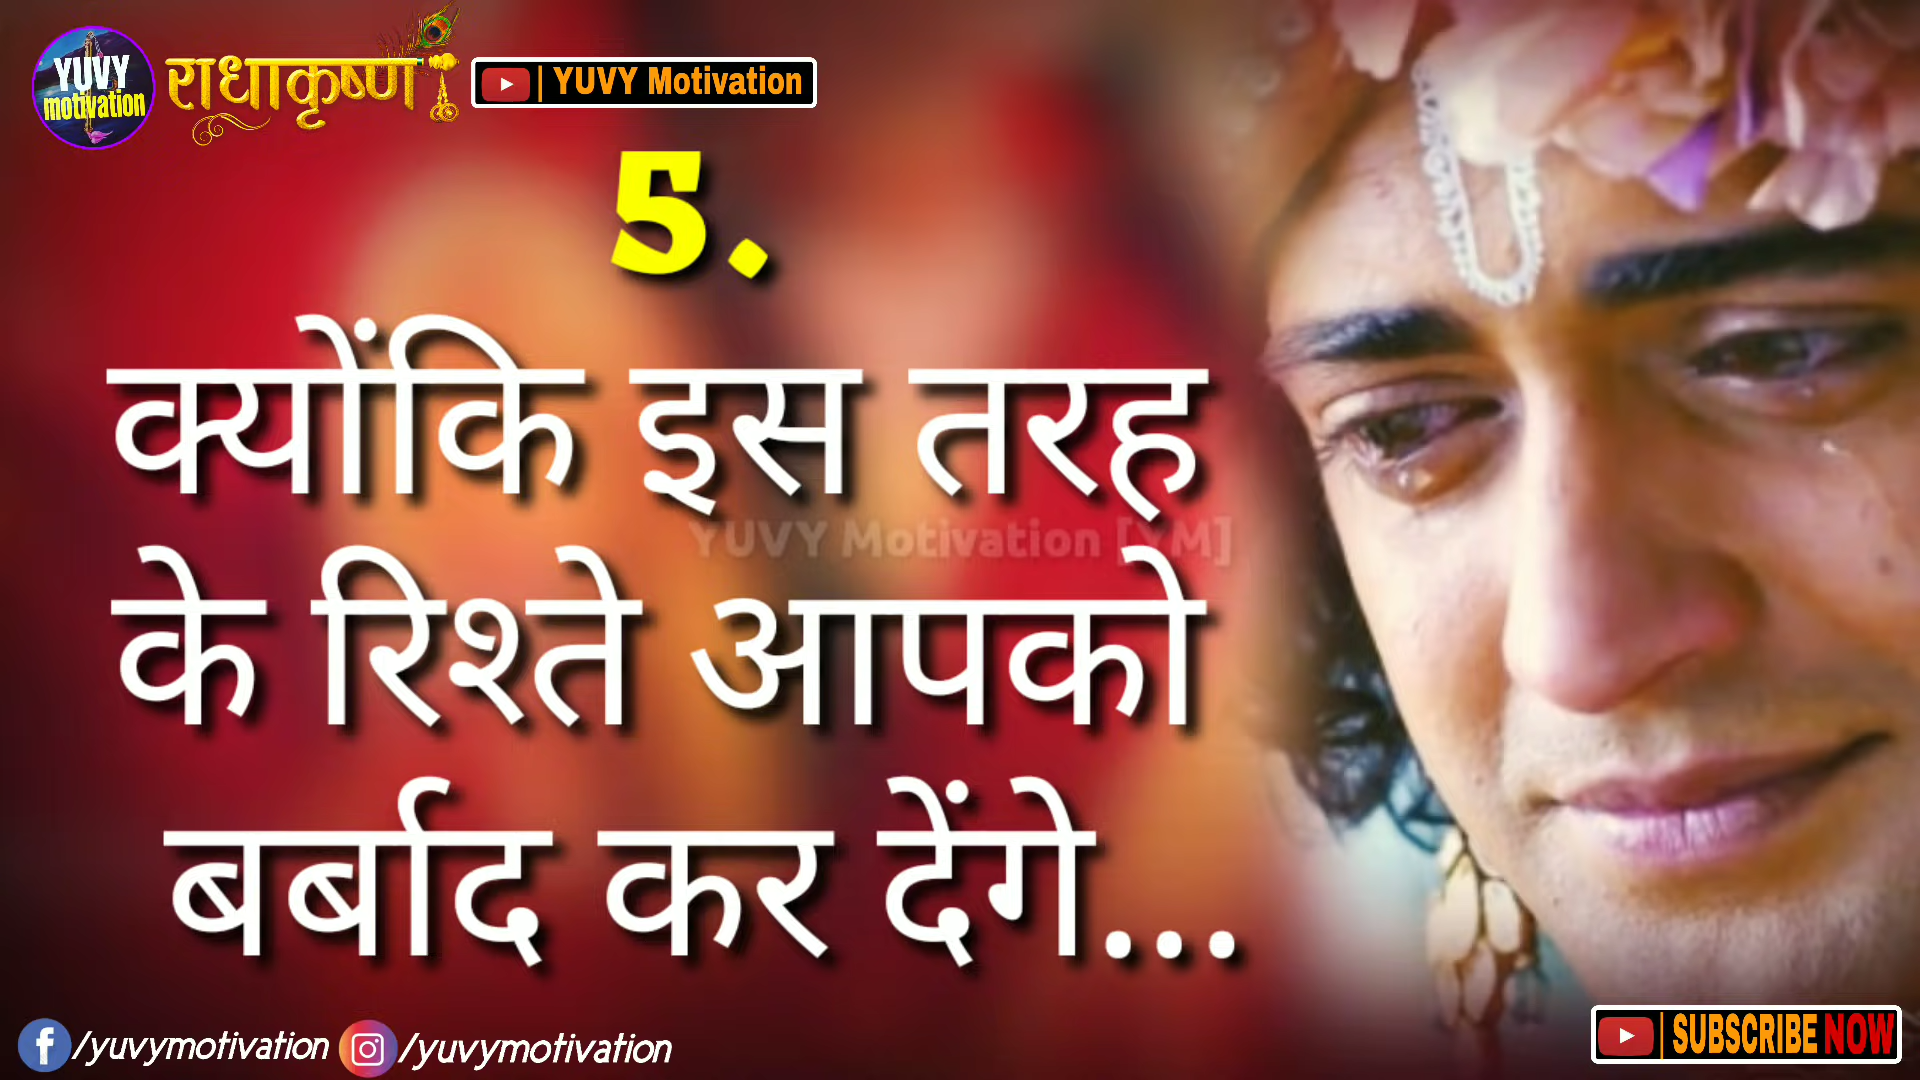 YUVY
motivation
राधाकृष्ण
| YUVY Motivation
5.
क्योंकि इस तरह
YUVY Motivation [YM]
के रिश्ते आपको
बर्बाद कर देंगे...
/yuvymotivation
/yuvymotivation
| SUBSCRIBE NOW